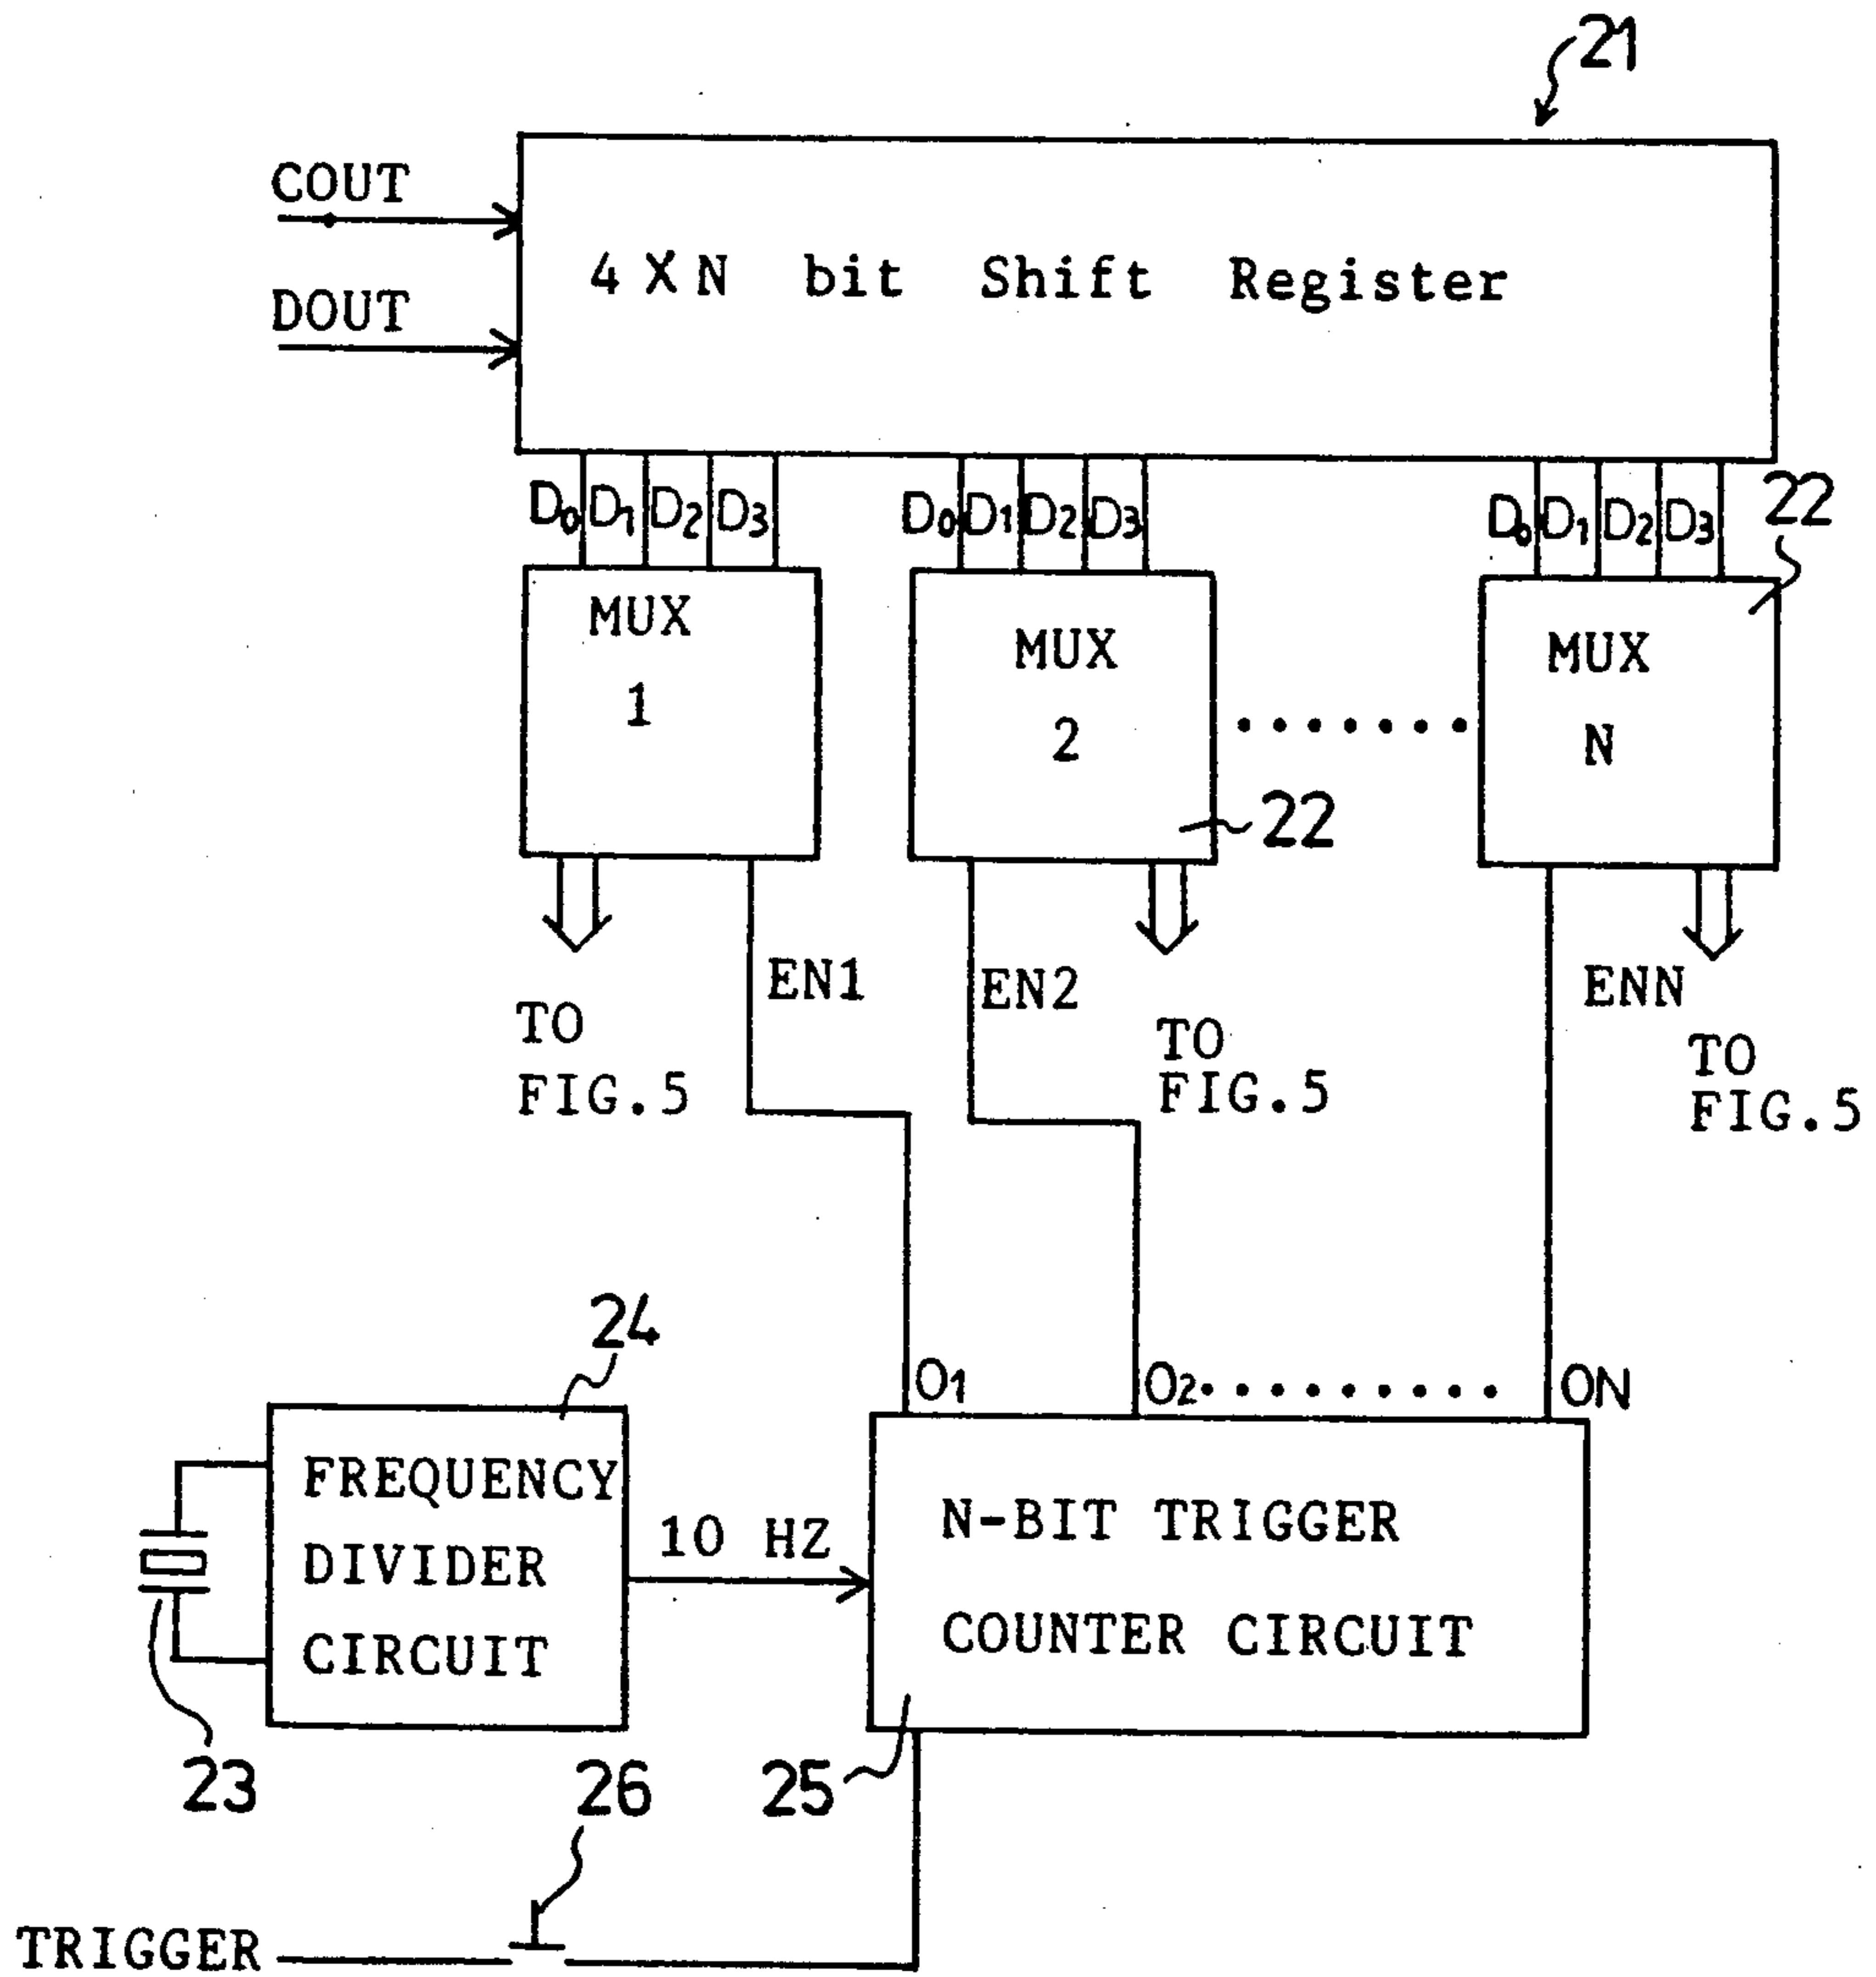 21
COUT
DOUT
4 X N bit Shift Register
D0 D1 D2 D3
D0 D1 D2 D3
D0 D1 D2 D3
22
MUX
1
MUX
2
MUX
N
22
EN1
EN2
ENN
TO
FIG.5
TO
FIG.5
TO
FIG.5
24
O1
O2
ON
FREQUENCY
DIVIDER
CIRCUIT
10 HZ
N-BIT TRIGGER
COUNTER CIRCUIT
23
26
25
TRIGGER